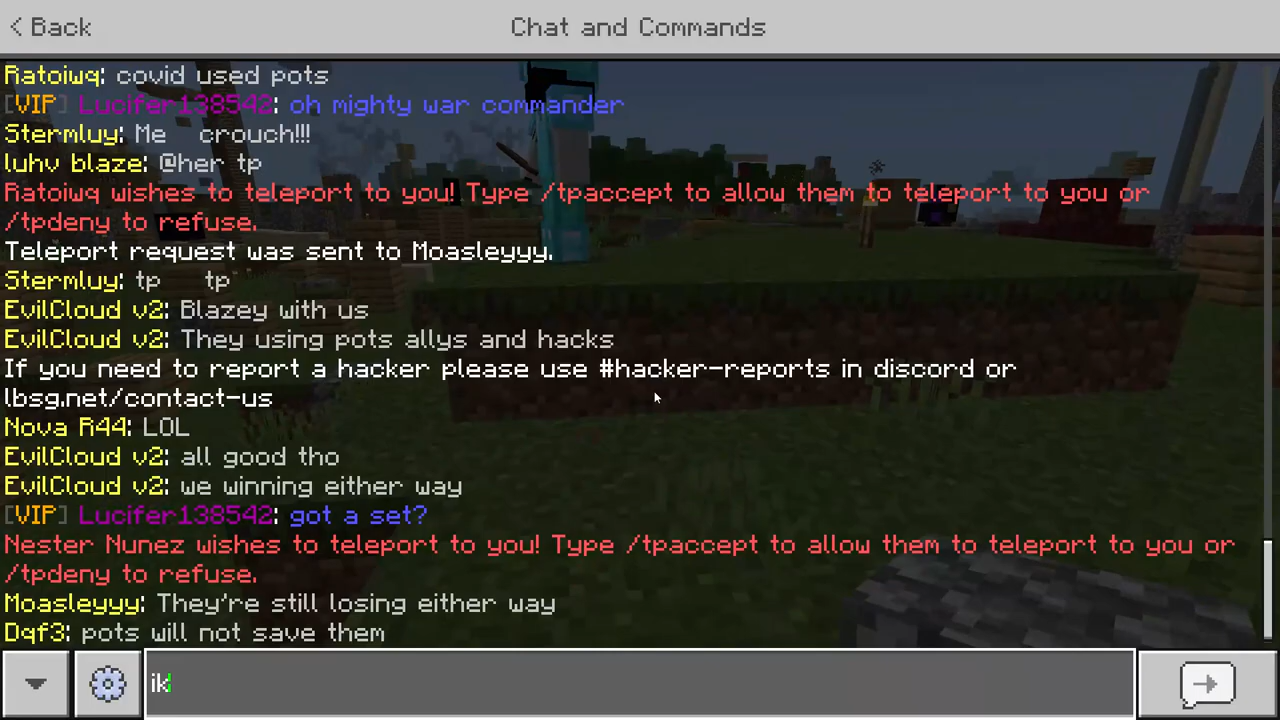 < Back
Chat and Commands
Ratoiwq: covid used pots
[VIP] Lucifer138542: oh mighty war commander
Stermluy: Me crouch!!!
luhv blaze: @her tp
Ratoiwq wishes to teleport to you! Type /tpaccept to allow them to teleport to you or
/tpdeny to refuse.
Teleport request was sent to Moasleyyy.
Stermluy: tp tp
EvilCloud v2: Blazey with us
EvilCloud v2: They using pots allys and hacks
If you need to report a hacker please use #hacker-reports in discord or
lbsg.net/contact-us
Nova R44: LOL
EvilCloud v2: all good tho
EvilCloud v2: we winning either way
[VIP] Lucifer138542: got a set?
Nester Nunez wishes to teleport to you! Type /tpaccept to allow them to teleport to you or
/tpdeny to refuse.
Moasleyyy: They're still losing either way
Dqf3: pots will not save them
ik